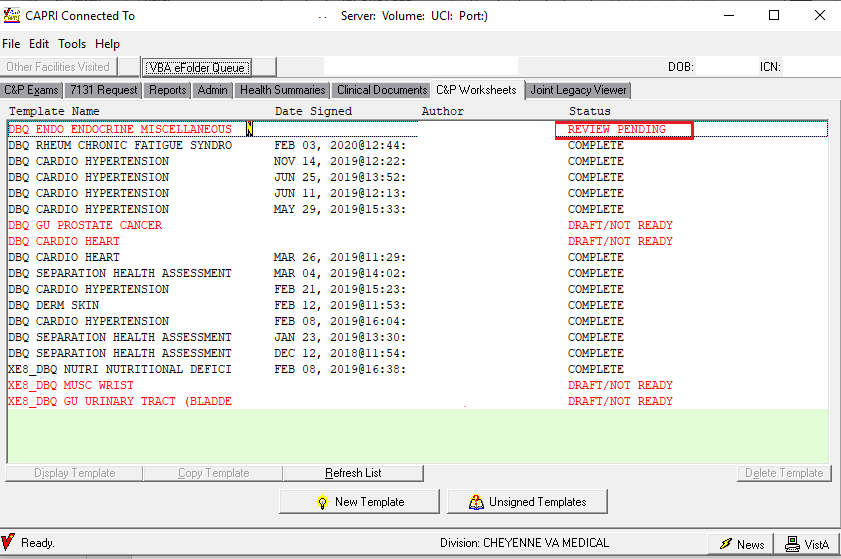 CAPRI Connected To . . Server: Volume: UCI: Port:)
File Edit Tools Help
Other Facilities Visited VBA eFolder Queue DOB: ICN:
C&P Exams 7131 Request Reports Admin Health Summaries Clinical Documents C&P Worksheets Joint Legacy Viewer
Template Name Date Signed Author Status
DBQ ENDO ENDOCRINE MISCELLANEOUS REVIEW PENDING
DBQ RHEUM CHRONIC FATIGUE SYNDRO FEB 03, 2020@12:44: COMPLETE
DBQ CARDIO HYPERTENSION NOV 14, 2019@12:22: COMPLETE
DBQ CARDIO HYPERTENSION JUN 25, 2019@13:52: COMPLETE
DBQ CARDIO HYPERTENSION JUN 11, 2019@12:13: COMPLETE
DBQ CARDIO HYPERTENSION MAY 29, 2019@15:33: COMPLETE
DBQ GU PROSTATE CANCER DRAFT/NOT READY
DBQ CARDIO HEART DRAFT/NOT READY
DBQ CARDIO HEART MAR 26, 2019@11:29: COMPLETE
DBQ SEPARATION HEALTH ASSESSMENT MAR 04, 2019@14:02: COMPLETE
DBQ CARDIO HYPERTENSION FEB 21, 2019@15:23: COMPLETE
DBQ DERM SKIN FEB 12, 2019@11:53: COMPLETE
DBQ CARDIO HYPERTENSION FEB 08, 2019@16:04: COMPLETE
DBQ SEPARATION HEALTH ASSESSMENT JAN 23, 2019@13:30: COMPLETE
DBQ SEPARATION HEALTH ASSESSMENT DEC 12, 2018@11:54: COMPLETE
XE8_DBQ NUTRI NUTRITIONAL DEFICI FEB 08, 2019@16:38: COMPLETE
XE8_DBQ MUSC WRIST DRAFT/NOT READY
XE8_DBQ GU URINARY TRACT (BLADDE DRAFT/NOT READY
Display Template Copy Template Refresh List Delete Template
New Template Unsigned Templates
Ready. Division: CHEYENNE VA MEDICAL News VistA